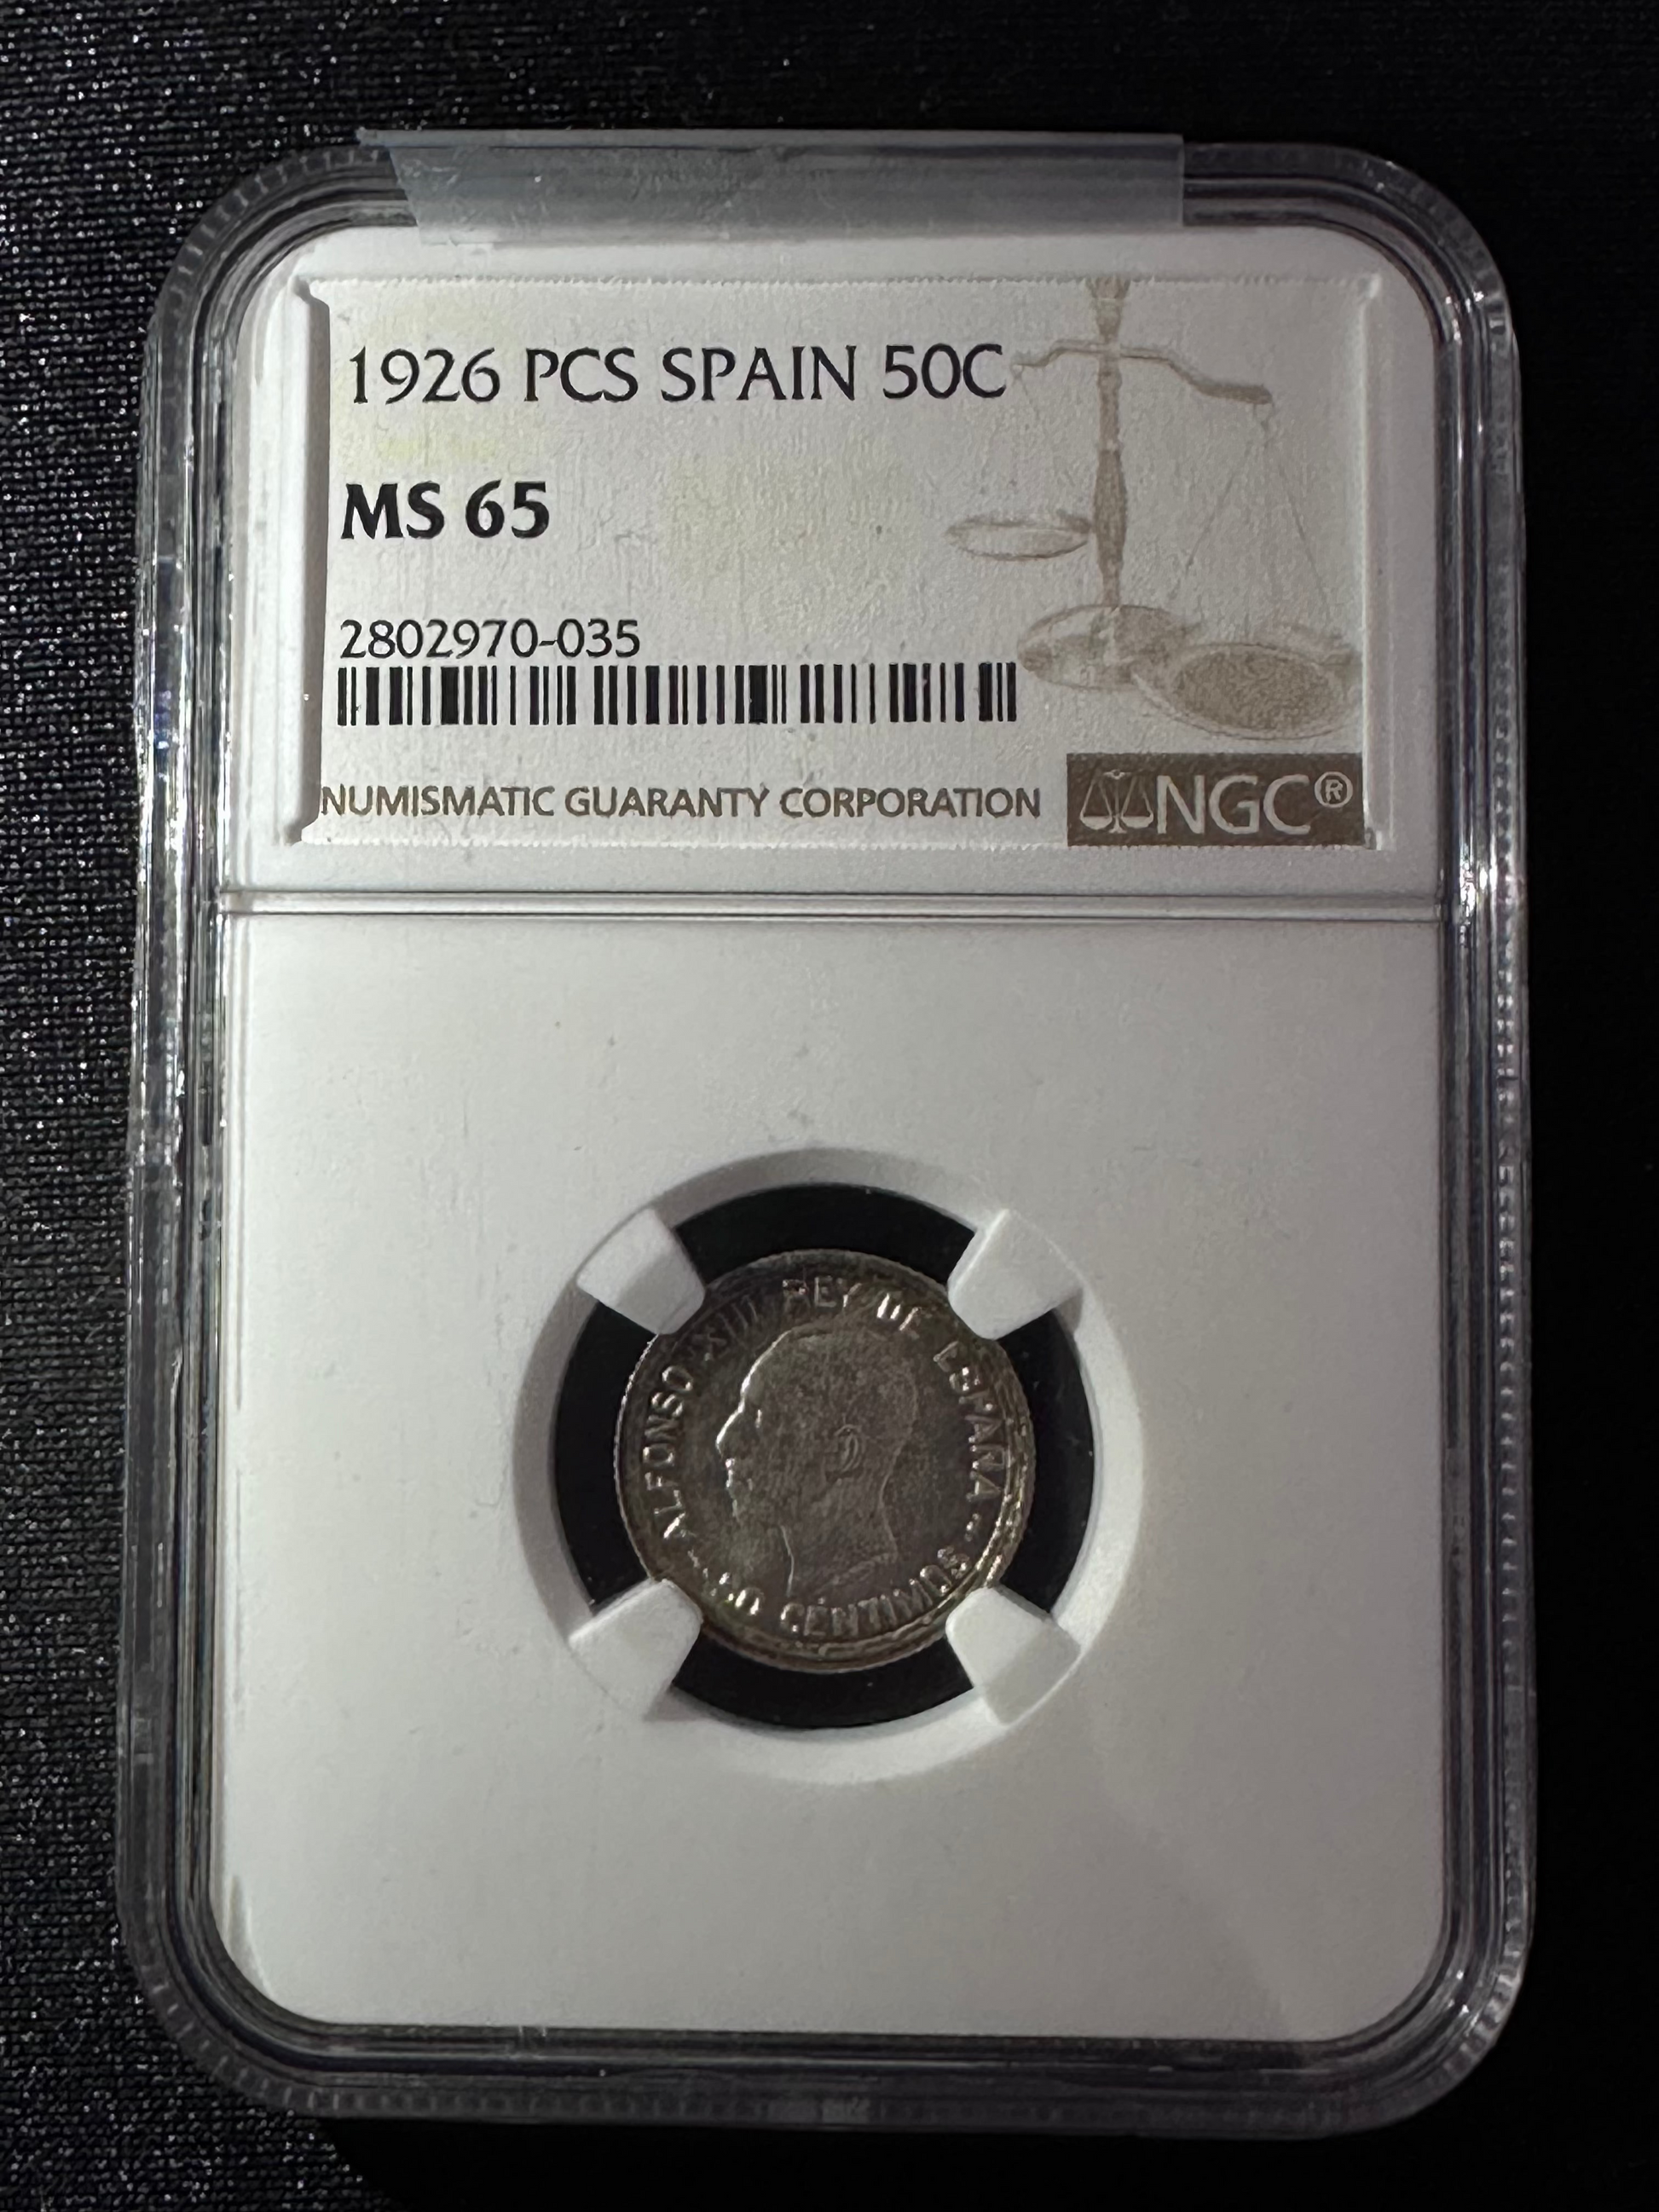 1926 PCS SPAIN 50C
MS 65
2802970-035
NUMISMATIC GUARANTY CORPORATION
NGC®
ALFONSO XIII REY DE ESPAÑA
CENTIMOS